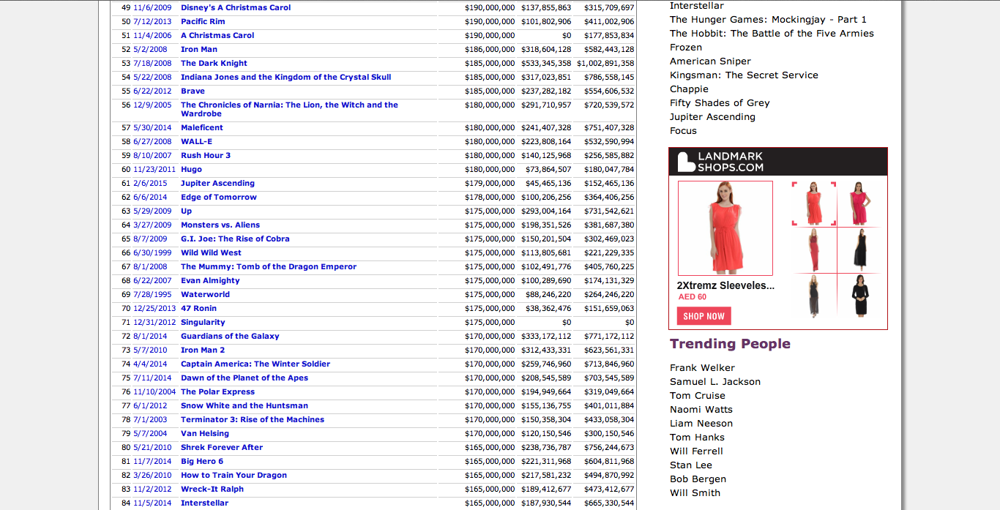 49 11/6/2009 Disney's A Christmas Carol $190,000,000 $137,855,863 $315,709,697
50 7/12/2013 Pacific Rim $190,000,000 $101,802,906 $411,002,906
51 11/4/2006 A Christmas Carol $190,000,000 $0 $177,853,834
52 5/2/2008 Iron Man $186,000,000 $318,604,128 $582,443,128
53 7/18/2008 The Dark Knight $185,000,000 $533,345,358 $1,002,891,358
54 5/22/2008 Indiana Jones and the Kingdom of the Crystal Skull $185,000,000 $317,023,851 $786,558,145
55 6/22/2012 Brave $185,000,000 $237,282,182 $554,606,532
56 12/9/2005 The Chronicles of Narnia: The Lion, the Witch and the $180,000,000 $291,710,957 $720,539,572
Wardrobe
57 5/30/2014 Maleficent $180,000,000 $241,407,328 $751,407,328
58 6/27/2008 WALL-E $180,000,000 $223,808,164 $532,590,994
59 8/10/2007 Rush Hour 3 $180,000,000 $140,125,968 $256,585,882
60 11/23/2011 Hugo $180,000,000 $73,864,507 $180,047,784
61 2/6/2015 Jupiter Ascending $179,000,000 $45,465,136 $152,465,136
62 6/6/2014 Edge of Tomorrow $178,000,000 $100,206,256 $364,406,256
63 5/29/2009 Up $175,000,000 $293,004,164 $731,542,621
64 3/27/2009 Monsters vs. Aliens $175,000,000 $198,351,526 $381,687,380
65 8/7/2009 G.I. Joe: The Rise of Cobra $175,000,000 $150,201,504 $302,469,023
66 6/30/1999 Wild Wild West $175,000,000 $113,805,681 $221,229,335
67 8/1/2008 The Mummy: Tomb of the Dragon Emperor $175,000,000 $102,491,776 $405,760,225
68 6/22/2007 Evan Almighty $175,000,000 $100,289,690 $174,131,329
69 7/28/1995 Waterworld $175,000,000 $88,246,220 $264,246,220
70 12/25/2013 47 Ronin $175,000,000 $38,362,476 $151,659,063
71 12/31/2012 Singularity $175,000,000 $0 $0
72 8/1/2014 Guardians of the Galaxy $170,000,000 $333,172,112 $771,172,112
73 5/7/2010 Iron Man 2 $170,000,000 $312,433,331 $623,561,331
74 4/4/2014 Captain America: The Winter Soldier $170,000,000 $259,746,960 $713,846,960
75 7/11/2014 Dawn of the Planet of the Apes $170,000,000 $208,545,589 $703,545,589
76 11/10/2004 The Polar Express $170,000,000 $194,949,664 $319,049,664
77 6/1/2012 Snow White and the Huntsman $170,000,000 $155,136,755 $401,011,884
78 7/1/2003 Terminator 3: Rise of the Machines $170,000,000 $150,358,304 $433,058,304
79 5/7/2004 Van Helsing $170,000,000 $120,150,546 $300,150,546
80 5/21/2010 Shrek Forever After $165,000,000 $238,736,787 $756,244,673
81 11/7/2014 Big Hero 6 $165,000,000 $221,311,968 $604,811,968
82 3/26/2010 How to Train Your Dragon $165,000,000 $217,581,232 $494,870,992
83 11/2/2012 Wreck-It Ralph $165,000,000 $189,412,677 $473,412,677
84 11/5/2014 Interstellar $165,000,000 $187,930,544 $665,330,544
Interstellar
The Hunger Games: Mockingjay - Part 1
The Hobbit: The Battle of the Five Armies
Frozen
American Sniper
Kingsman: The Secret Service
Chappie
Fifty Shades of Grey
Jupiter Ascending
Focus
LANDMARK
SHOPS.COM
2Xtremz Sleeveles...
AED 60
SHOP NOW
Trending People
Frank Welker
Samuel L. Jackson
Tom Cruise
Naomi Watts
Liam Neeson
Tom Hanks
Will Ferrell
Stan Lee
Bob Bergen
Will Smith